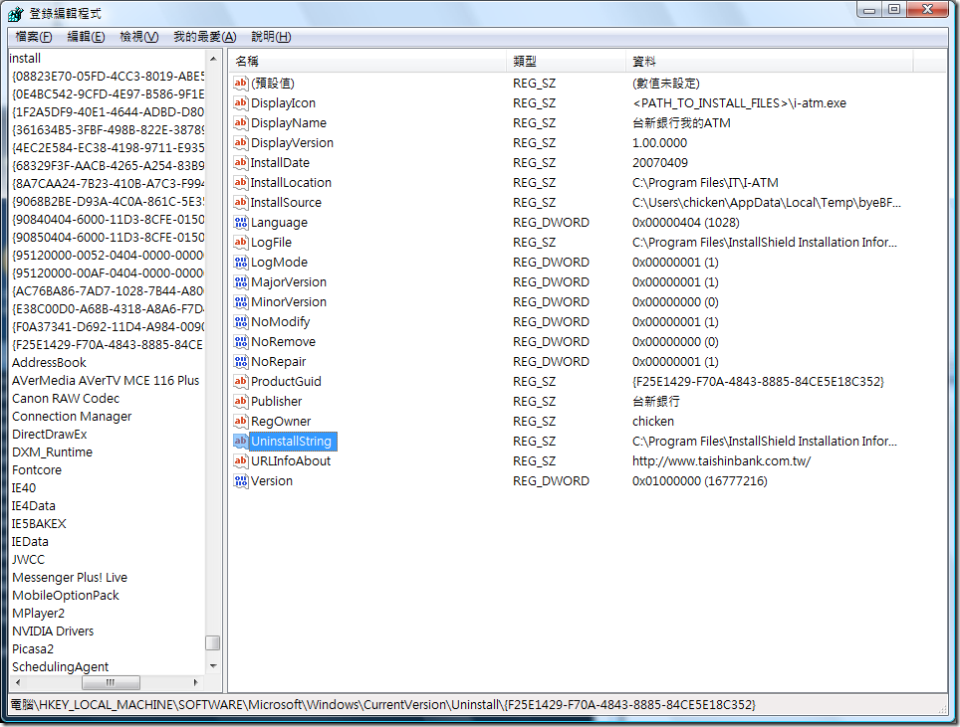 登錄編輯程式
檔案(F) 編輯(E) 檢視(V) 我的最愛(A) 說明(H)
install
{08823E70-05FD-4CC3-8019-ABE5
{0E4BC542-9CFD-4E97-B586-9F1E
{1F2A5DF9-40E1-4644-ADBD-D80
{361634B5-3FBF-498B-822E-38789
{4EC2E584-EC38-4198-9711-E935
{68329F3F-AACB-4265-A254-83B9
{8A7CAA24-7B23-410B-A7C3-F994
{9068B2BE-D93A-4C0A-861C-5E35
{90840404-6000-11D3-8CFE-0150
{90850404-6000-11D3-8CFE-0150
{95120000-0052-0404-0000-0000
{95120000-00AF-0404-0000-0000
{AC76BA86-7AD7-1028-7B44-A80
{E38C00D0-A68B-4318-A8A6-F7D
{F0A37341-D692-11D4-A984-0090
{F25E1429-F70A-4843-8885-84CE
AddressBook
AVerMedia AVerTV MCE 116 Plus
Canon RAW Codec
Connection Manager
DirectDrawEx
DXM_Runtime
Fontcore
IE40
IE4Data
IE5BAKEX
IEData
JWCC
Messenger Plus! Live
MobileOptionPack
MPlayer2
NVIDIA Drivers
Picasa2
SchedulingAgent
名稱 類型 資料
(預設值) REG_SZ (數值未設定)
DisplayIcon REG_SZ <PATH_TO_INSTALL_FILES>\i-atm.exe
DisplayName REG_SZ 台新銀行我的ATM
DisplayVersion REG_SZ 1.00.0000
InstallDate REG_SZ 20070409
InstallLocation REG_SZ C:\Program Files\IT\I-ATM
InstallSource REG_SZ C:\Users\chicken\AppData\Local\Temp\byeBF...
Language REG_DWORD 0x00000404 (1028)
LogFile REG_SZ C:\Program Files\InstallShield Installation Infor...
LogMode REG_DWORD 0x00000001 (1)
MajorVersion REG_DWORD 0x00000001 (1)
MinorVersion REG_DWORD 0x00000000 (0)
NoModify REG_DWORD 0x00000001 (1)
NoRemove REG_DWORD 0x00000000 (0)
NoRepair REG_DWORD 0x00000001 (1)
ProductGuid REG_SZ {F25E1429-F70A-4843-8885-84CE5E18C352}
Publisher REG_SZ 台新銀行
RegOwner REG_SZ chicken
UninstallString REG_SZ C:\Program Files\InstallShield Installation Infor...
URLInfoAbout REG_SZ http://www.taishinbank.com.tw/
Version REG_DWORD 0x01000000 (16777216)
電腦\HKEY_LOCAL_MACHINE\SOFTWARE\Microsoft\Windows\CurrentVersion\Uninstall\{F25E1429-F70A-4843-8885-84CE5E18C352}